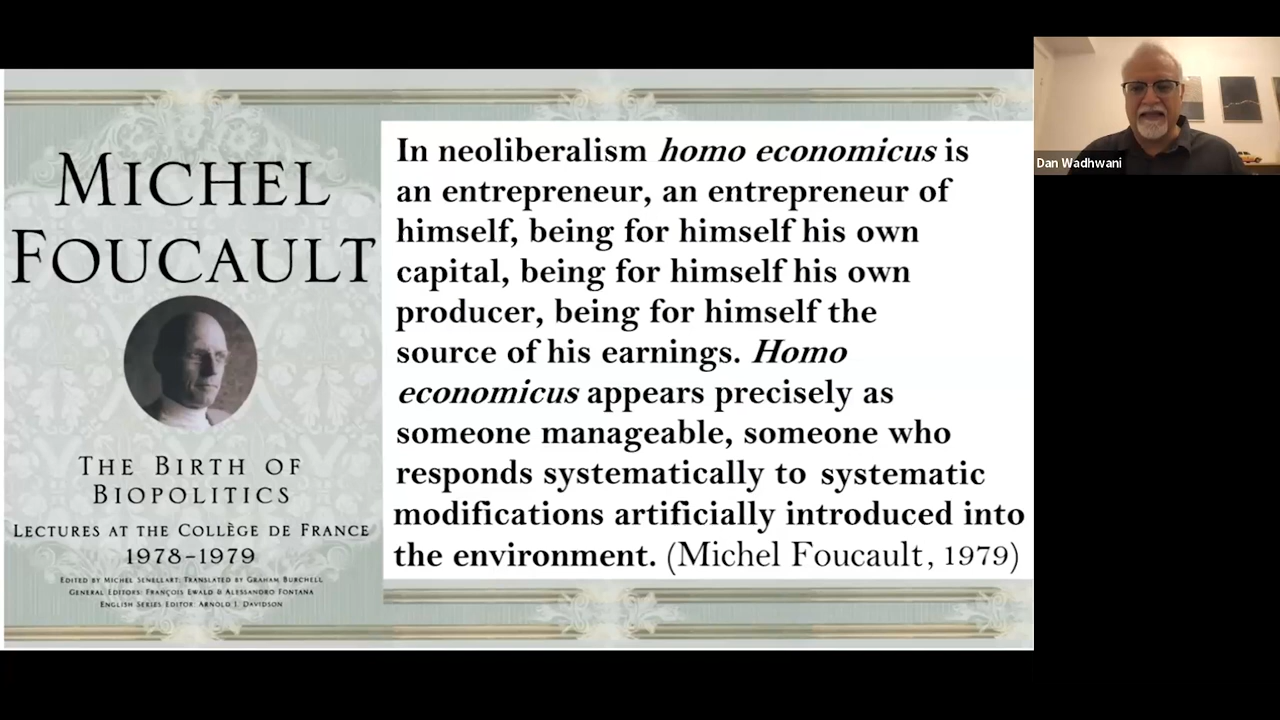 MICHEL
FOUCAULT
THE BIRTH OF
BIOPOLITICS
LECTURES AT THE COLLÈGE DE FRANCE
1978–1979
EDITED BY MICHEL SENELLART; TRANSLATED BY GRAHAM BURCHELL
GENERAL EDITORS: FRANÇOIS EWALD & ALESSANDRO FONTANA
ENGLISH SERIES EDITOR: ARNOLD I. DAVIDSON
In neoliberalism homo economicus is
an entrepreneur, an entrepreneur of
himself, being for himself his own
capital, being for himself his own
producer, being for himself the
source of his earnings. Homo
economicus appears precisely as
someone manageable, someone who
responds systematically to systematic
modifications artificially introduced into
the environment. (Michel Foucault, 1979)
Dan Wadhwani